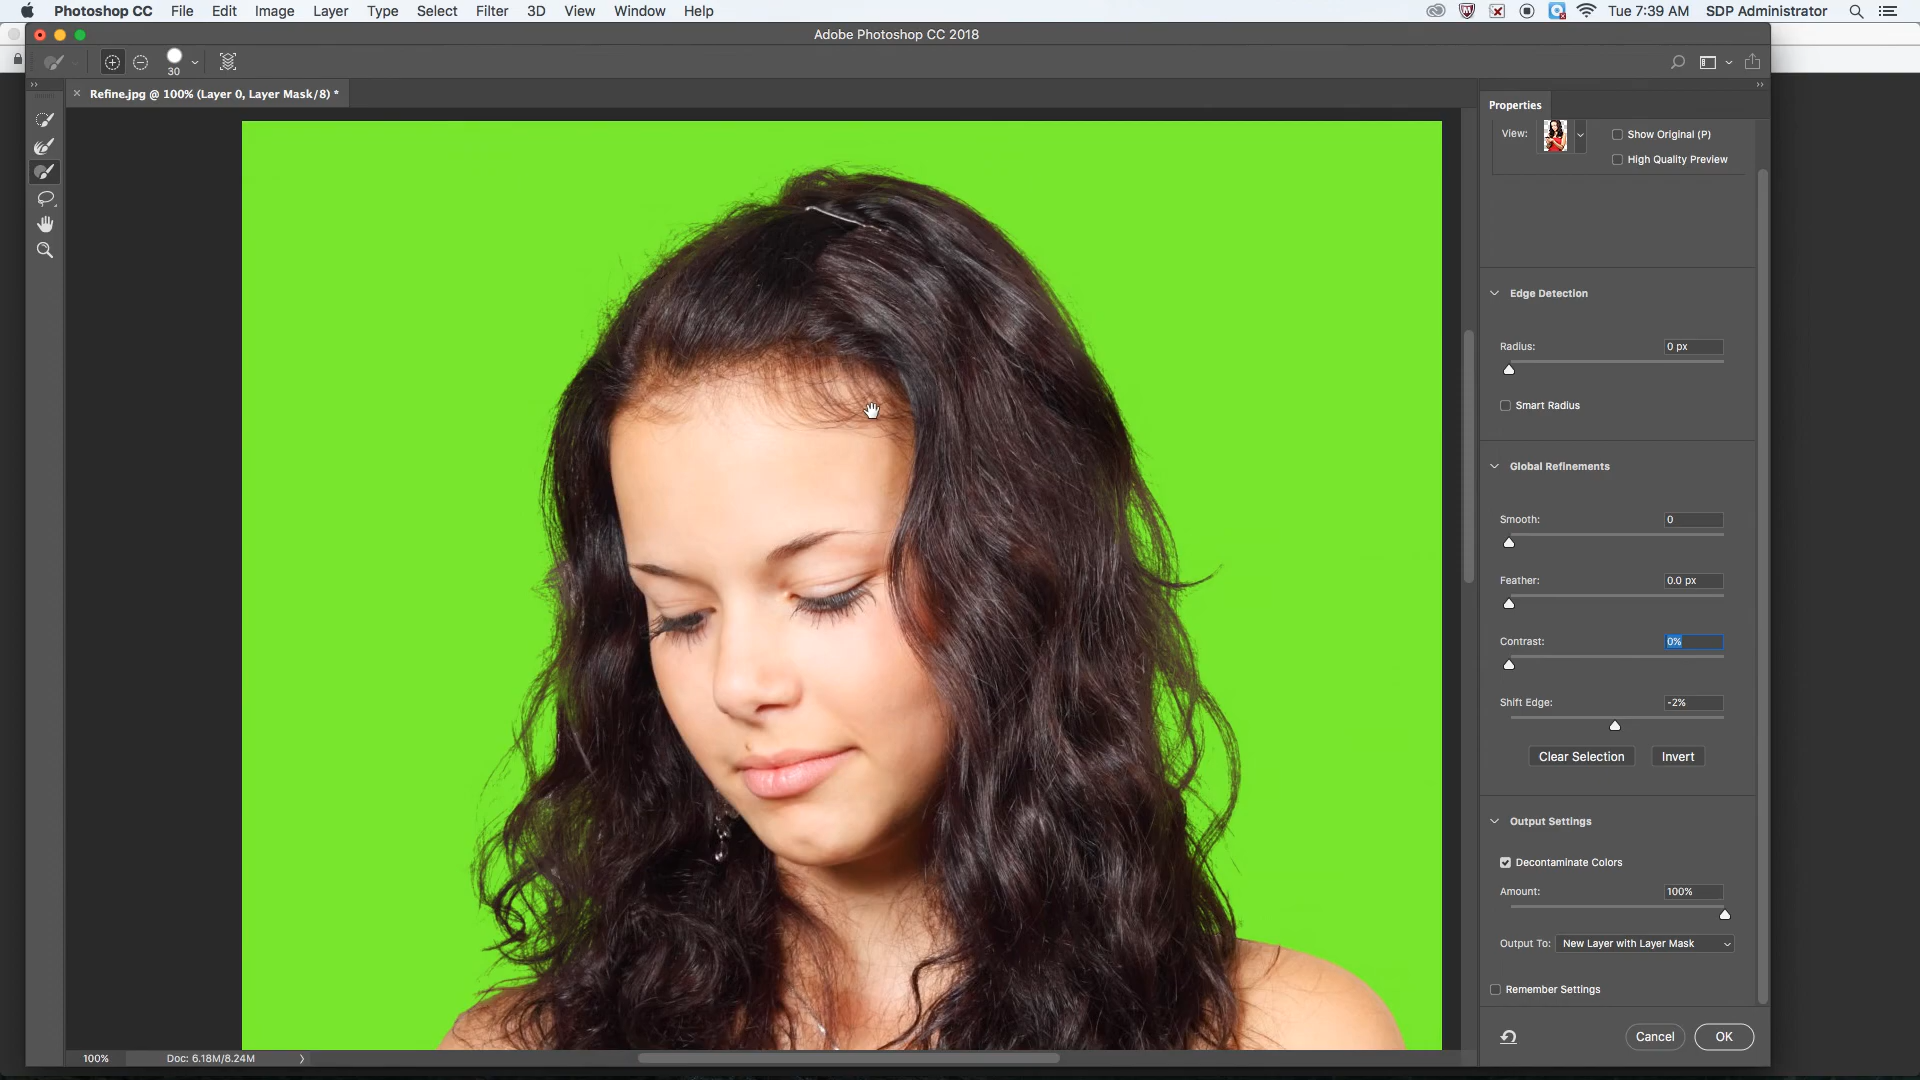 Photoshop CC File Edit Image Layer Type Select Filter 3D View Window Help Tue 7:39 AM SDP Administrator
Adobe Photoshop CC 2018
30
Refine.jpg @ 100% (Layer 0, Layer Mask/8) *
Properties
View: Show Original (P)
High Quality Preview
Edge Detection
Radius: 0 px
Smart Radius
Global Refinements
Smooth: 0
Feather: 0.0 px
Contrast: 0%
Shift Edge: -2%
Clear Selection Invert
Output Settings
Decontaminate Colors
Amount: 100%
Output To: New Layer with Layer Mask
Remember Settings
Cancel OK
100% Doc: 6.18M/8.24M